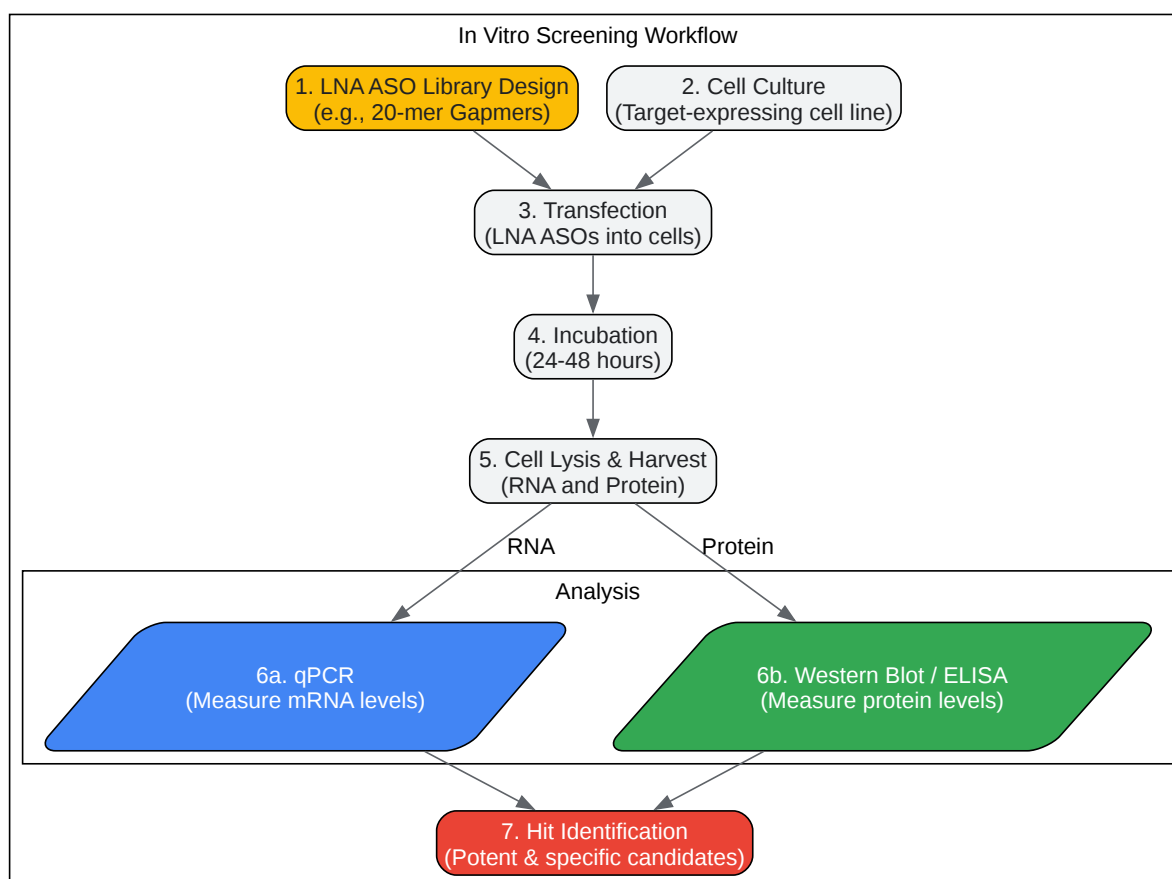 In Vitro Screening Workflow
1. LNA ASO Library Design
(e.g., 20-mer Gapmers)
2. Cell Culture
(Target-expressing cell line)
3. Transfection
(LNA ASOs into cells)
4. Incubation
(24-48 hours)
5. Cell Lysis & Harvest
(RNA and Protein)
RNA
Protein
Analysis
6a. qPCR
(Measure mRNA levels)
6b. Western Blot / ELISA
(Measure protein levels)
7. Hit Identification
(Potent & specific candidates)